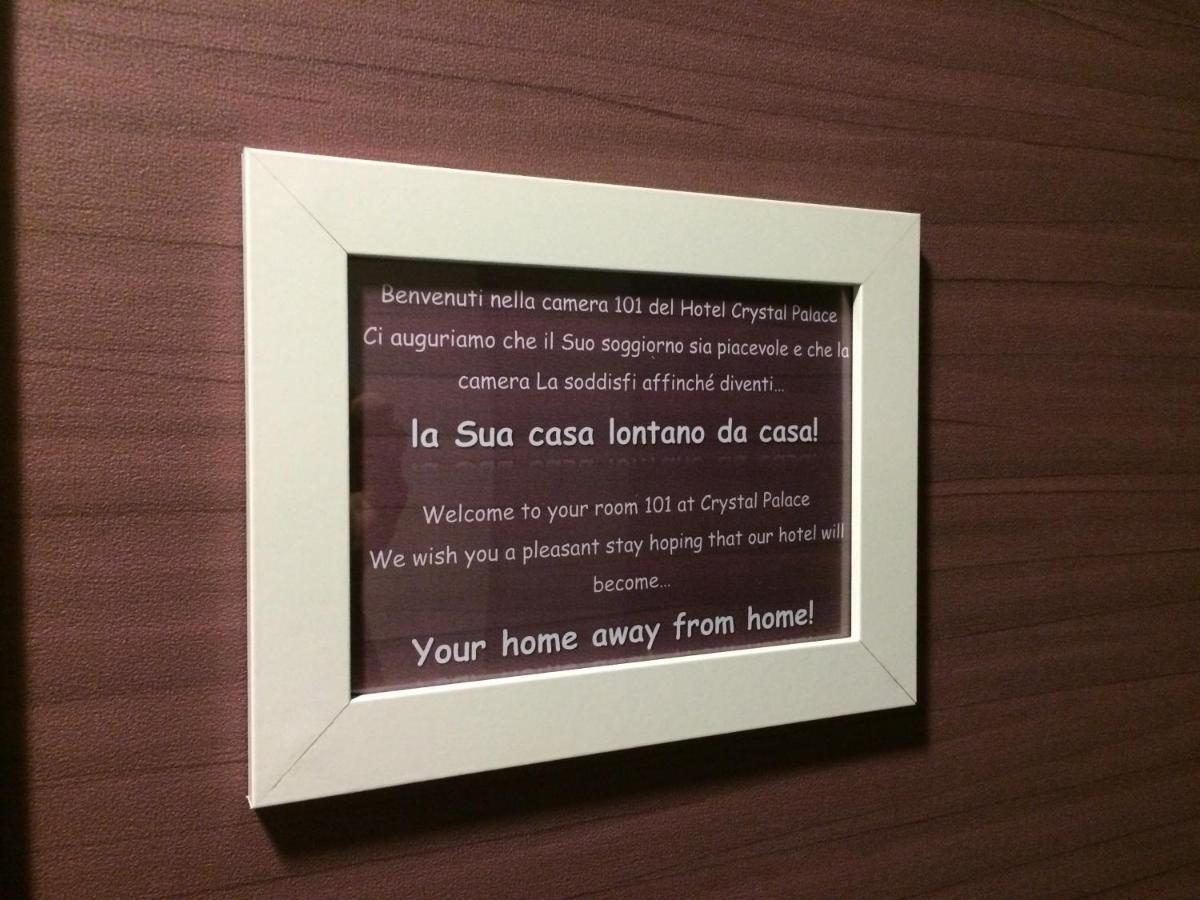 Benvenuti nella camera 101 del Hotel Crystal Palace
Ci auguriamo che il Suo soggiorno sia piacevole e che la
camera La soddisfi affinché diventi...
la Sua casa lontano da casa!
Welcome to your room 101 at Crystal Palace
We wish you a pleasant stay hoping that our hotel will
become...
Your home away from home!